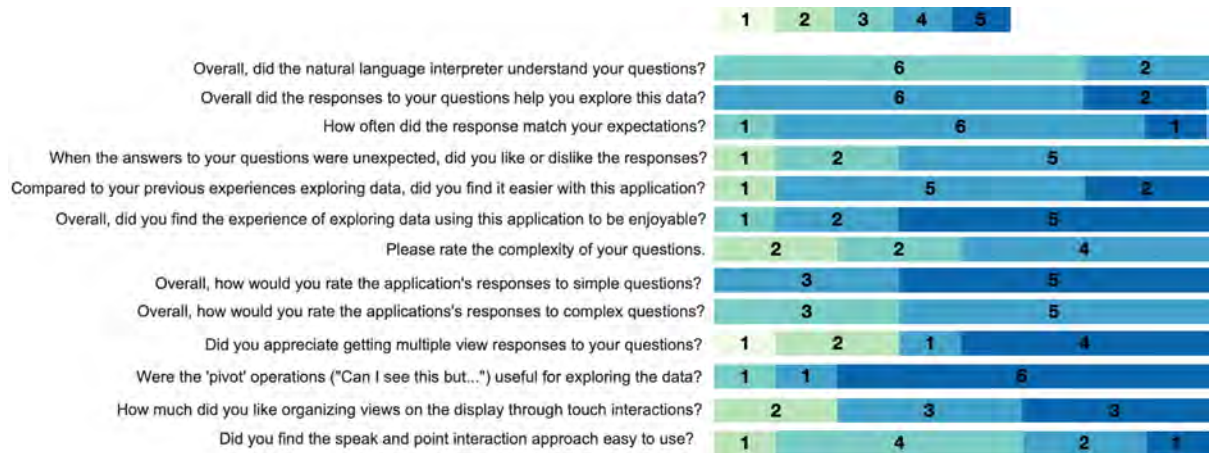 1 2 3 4 5
Overall, did the natural language interpreter understand your questions? 6 2
Overall did the responses to your questions help you explore this data? 6 2
How often did the response match your expectations? 1 6 1
When the answers to your questions were unexpected, did you like or dislike the responses? 1 2 5
Compared to your previous experiences exploring data, did you find it easier with this application? 1 5 2
Overall, did you find the experience of exploring data using this application to be enjoyable? 1 2 5
Please rate the complexity of your questions. 2 2 4
Overall, how would you rate the application's responses to simple questions? 3 5
Overall, how would you rate the applications's responses to complex questions? 3 5
Did you appreciate getting multiple view responses to your questions? 1 2 1 4
Were the 'pivot' operations ("Can I see this but...") useful for exploring the data? 1 1 6
How much did you like organizing views on the display through touch interactions? 2 3 3
Did you find the speak and point interaction approach easy to use? 1 4 2 1